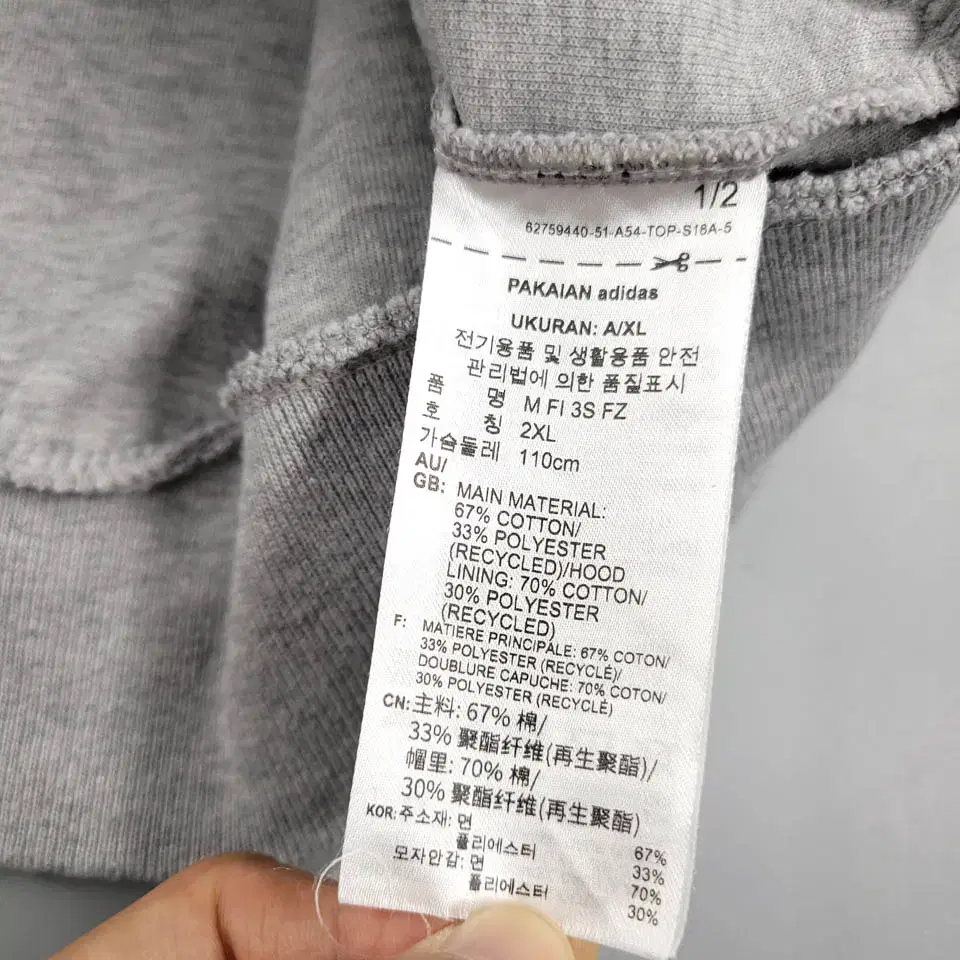 1/2
62759440-51-A54-TOP-S18A-5
PAKAIAN adidas
UKURAN: A/XL
전기용품 및 생활용품 안전
관리법에 의한 품질표시
품 명 M FI 3S FZ
호 칭 2XL
가슴둘레 110cm
AU/
GB: MAIN MATERIAL:
67% COTTON/
33% POLYESTER
(RECYCLED)/HOOD
LINING: 70% COTTON/
30% POLYESTER
(RECYCLED)
F: MATIERE PRINCIPALE: 67% COTON/
33% POLYESTER (RECYCLÉ)/
DOUBLURE CAPUCHE: 70% COTON/
30% POLYESTER (RECYCLÉ)
CN: 主料: 67% 棉/
33% 聚酯纤维(再生聚酯)/
帽里: 70% 棉/
30% 聚酯纤维(再生聚酯)
KOR: 주소재: 면 67%
폴리에스터 33%
모자안감: 면 70%
폴리에스터 30%